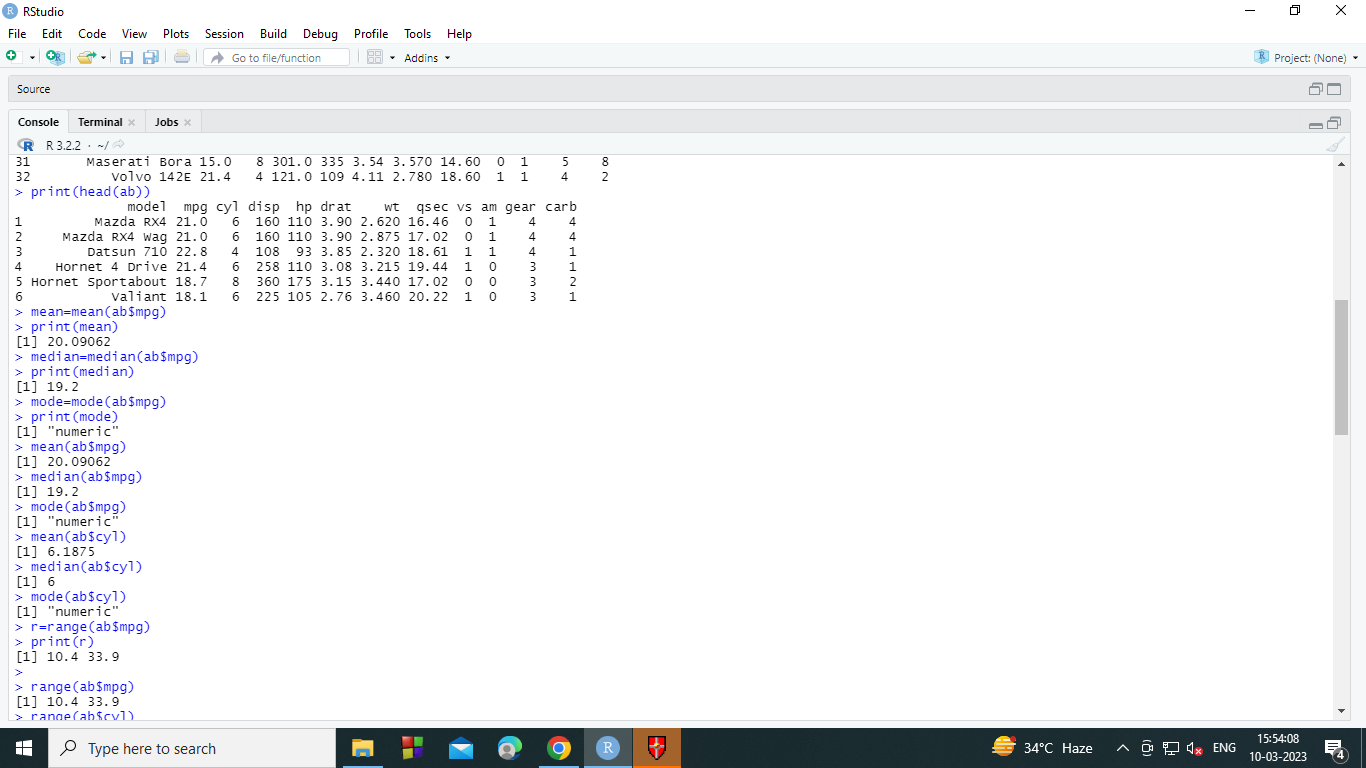 RStudio
File Edit Code View Plots Session Build Debug Profile Tools Help
Go to file/function Addins Project: (None)
Source
Console Terminal Jobs
R 3.2.2 · ~/
31 Maserati Bora 15.0 8 301.0 335 3.54 3.570 14.60 0 1 5 8
32 Volvo 142E 21.4 4 121.0 109 4.11 2.780 18.60 1 1 4 2
> print(head(ab))
model mpg cyl disp hp drat wt qsec vs am gear carb
1 Mazda RX4 21.0 6 160 110 3.90 2.620 16.46 0 1 4 4
2 Mazda RX4 Wag 21.0 6 160 110 3.90 2.875 17.02 0 1 4 4
3 Datsun 710 22.8 4 108 93 3.85 2.320 18.61 1 1 4 1
4 Hornet 4 Drive 21.4 6 258 110 3.08 3.215 19.44 1 0 3 1
5 Hornet Sportabout 18.7 8 360 175 3.15 3.440 17.02 0 0 3 2
6 Valiant 18.1 6 225 105 2.76 3.460 20.22 1 0 3 1
> mean=mean(ab$mpg)
> print(mean)
[1] 20.09062
> median=median(ab$mpg)
> print(median)
[1] 19.2
> mode=mode(ab$mpg)
> print(mode)
[1] "numeric"
> mean(ab$mpg)
[1] 20.09062
> median(ab$mpg)
[1] 19.2
> mode(ab$mpg)
[1] "numeric"
> mean(ab$cyl)
[1] 6.1875
> median(ab$cyl)
[1] 6
> mode(ab$cyl)
[1] "numeric"
> r=range(ab$mpg)
> print(r)
[1] 10.4 33.9
>
> range(ab$mpg)
[1] 10.4 33.9
> range(ab$cyl)
Type here to search R 34°C Haze ENG 15:54:08
10-03-2023 4